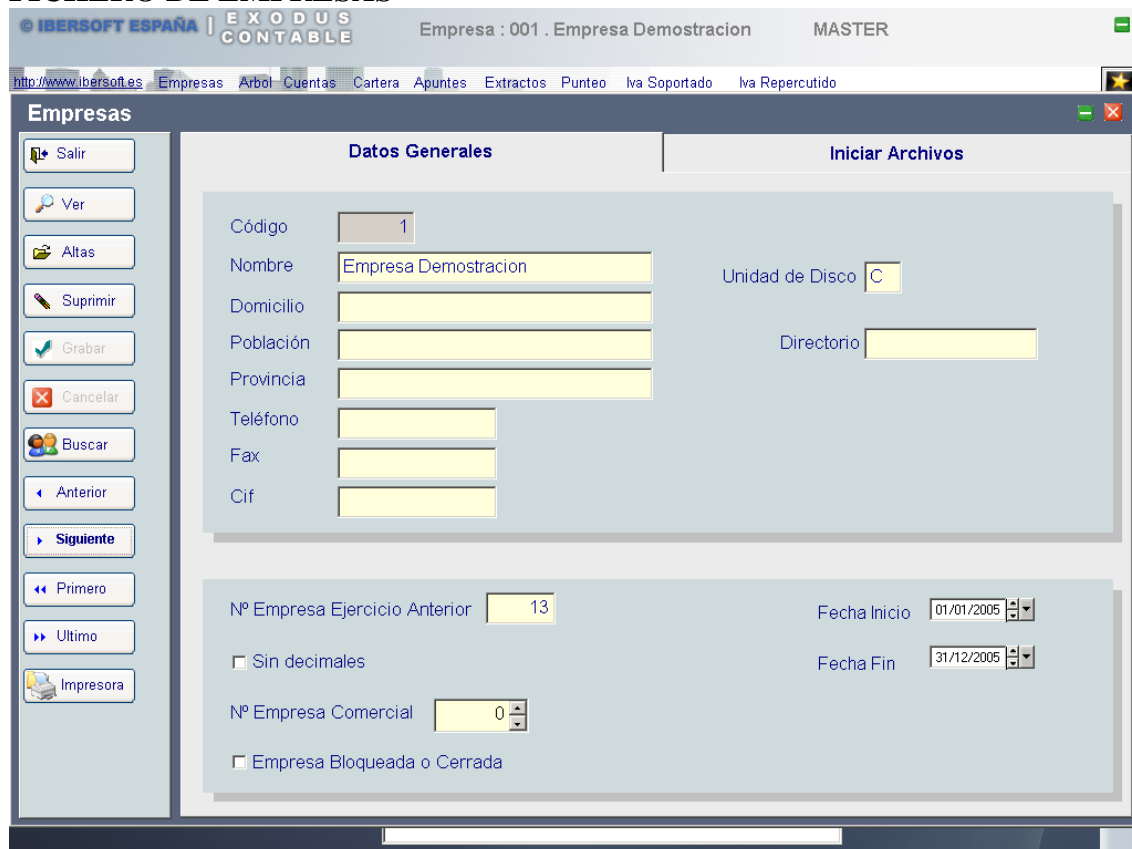 FICHERO DE EMPRESAS
© IBERSOFT ESPAÑA | EXODUS CONTABLE Empresa : 001 . Empresa Demostracion MASTER
http://www.ibersoft.es Empresas Arbol Cuentas Cartera Apuntes Extractos Punteo Iva Soportado Iva Repercutido
Empresas
Salir
Ver
Altas
Suprimir
Grabar
Cancelar
Buscar
Anterior
Siguiente
Primero
Ultimo
Impresora
Datos Generales Iniciar Archivos
Código 1
Nombre Empresa Demostracion
Unidad de Disco C
Domicilio
Población
Directorio
Provincia
Teléfono
Fax
Cif
Nº Empresa Ejercicio Anterior 13
Fecha Inicio 01/01/2005
Sin decimales
Fecha Fin 31/12/2005
Nº Empresa Comercial 0
Empresa Bloqueada o Cerrada